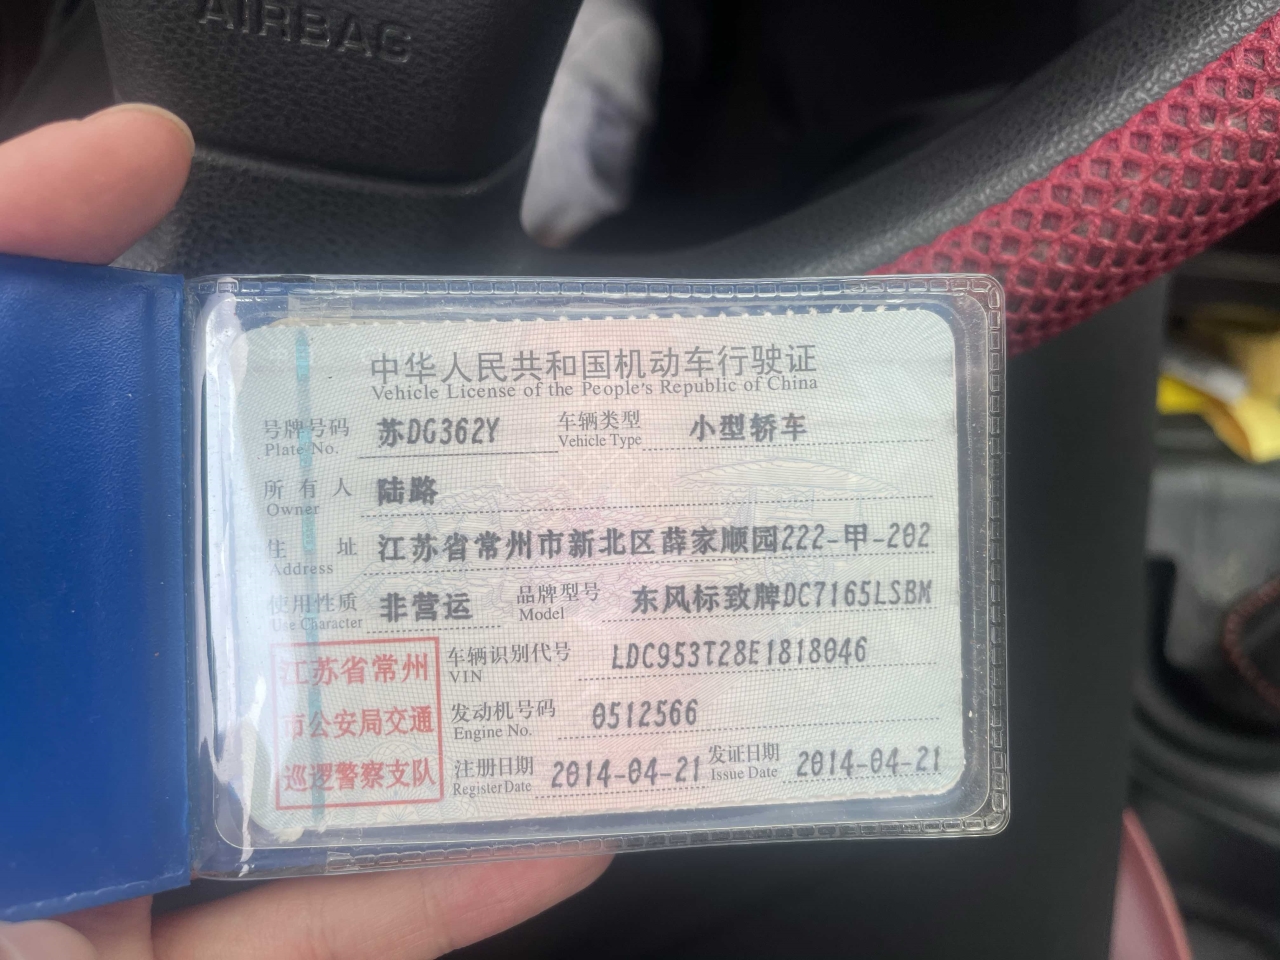 AIRBAG
中华人民共和国机动车行驶证
Vehicle License of the People's Republic of China
号牌号码 苏DG362Y 车辆类型 小型轿车
Plate No. Vehicle Type
所有人 陆路
Owner
住址 江苏省常州市新北区薛家顺园222-甲-202
Address
使用性质 非营运 品牌型号 东风标致牌DC7165LSBM
Use Character Model
车辆识别代号 LDC953T28E1818046
VIN
发动机号码 0512566
Engine No.
注册日期 2014-04-21 发证日期 2014-04-21
Register Date Issue Date
江苏省常州
市公安局交通
巡逻警察支队